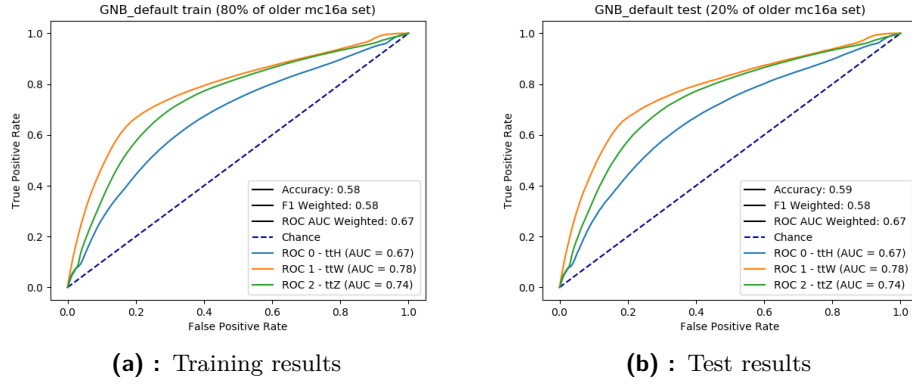 GNB_default train (80% of older mc16a set)
True Positive Rate
1.0
0.8
0.6
0.4
0.2
0.0
Accuracy: 0.58
F1 Weighted: 0.58
ROC AUC Weighted: 0.67
Chance
ROC 0 - ttH (AUC = 0.67)
ROC 1 - ttW (AUC = 0.78)
ROC 2 - ttZ (AUC = 0.74)
0.0 0.2 0.4 0.6 0.8 1.0
False Positive Rate
(a) : Training results
GNB_default test (20% of older mc16a set)
True Positive Rate
1.0
0.8
0.6
0.4
0.2
0.0
Accuracy: 0.59
F1 Weighted: 0.58
ROC AUC Weighted: 0.67
Chance
ROC 0 - ttH (AUC = 0.67)
ROC 1 - ttW (AUC = 0.78)
ROC 2 - ttZ (AUC = 0.74)
0.0 0.2 0.4 0.6 0.8 1.0
False Positive Rate
(b) : Test results